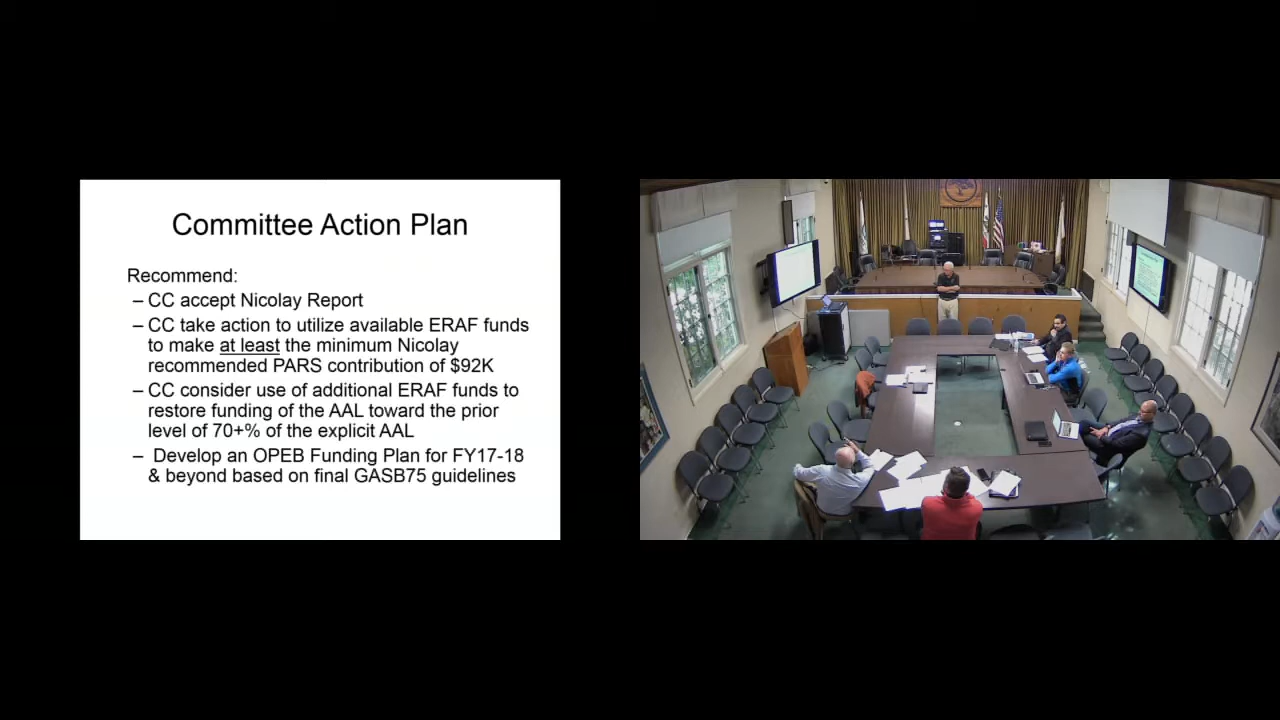 Committee Action Plan
Recommend:
– CC accept Nicolay Report
– CC take action to utilize available ERAF funds
to make at least the minimum Nicolay
recommended PARS contribution of $92K
– CC consider use of additional ERAF funds to
restore funding of the AAL toward the prior
level of 70+% of the explicit AAL
– Develop an OPEB Funding Plan for FY17-18
& beyond based on final GASB75 guidelines